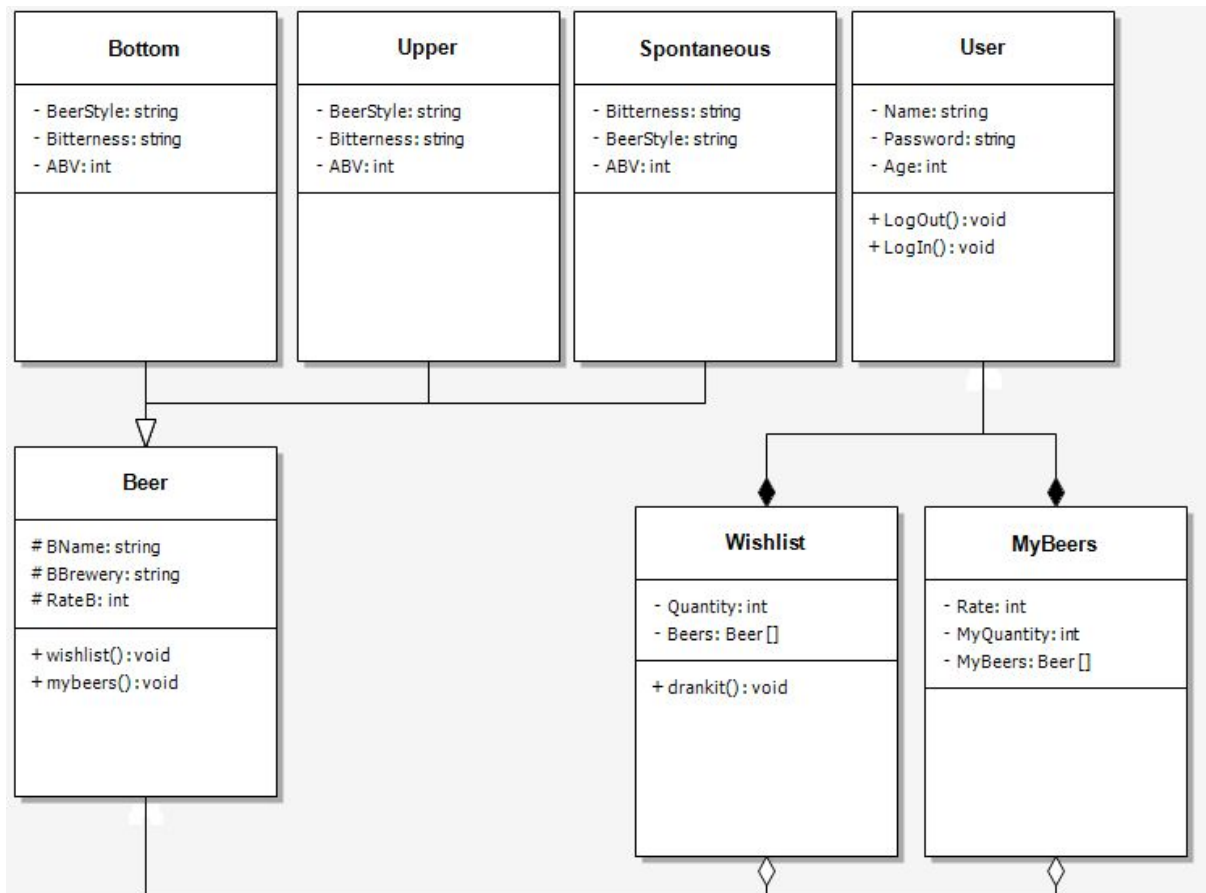 Bottom
- BeerStyle: string
- Bitterness: string
- ABV: int
Upper
- BeerStyle: string
- Bitterness: string
- ABV: int
Spontaneous
- Bitterness: string
- BeerStyle: string
- ABV: int
User
- Name: string
- Password: string
- Age: int
+ LogOut(): void
+ LogIn(): void
Beer
# BName: string
# BBrewery: string
# RateB: int
+ wishlist(): void
+ mybeers(): void
Wishlist
- Quantity: int
- Beers: Beer[]
+ drankit(): void
MyBeers
- Rate: int
- MyQuantity: int
- MyBeers: Beer[]